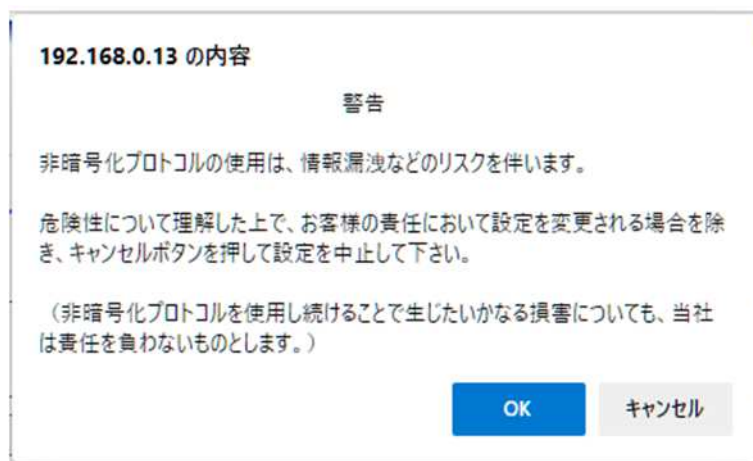 192.168.0.13 の内容
警告
非暗号化プロトコルの使用は、情報漏洩などのリスクを伴います。
危険性について理解した上で、お客様の責任において設定を変更される場合を除
き、キャンセルボタンを押して設定を中止して下さい。
（非暗号化プロトコルを使用し続けることで生じたいかなる損害についても、当社
は責任を負わないものとします。）
OK
キャンセル